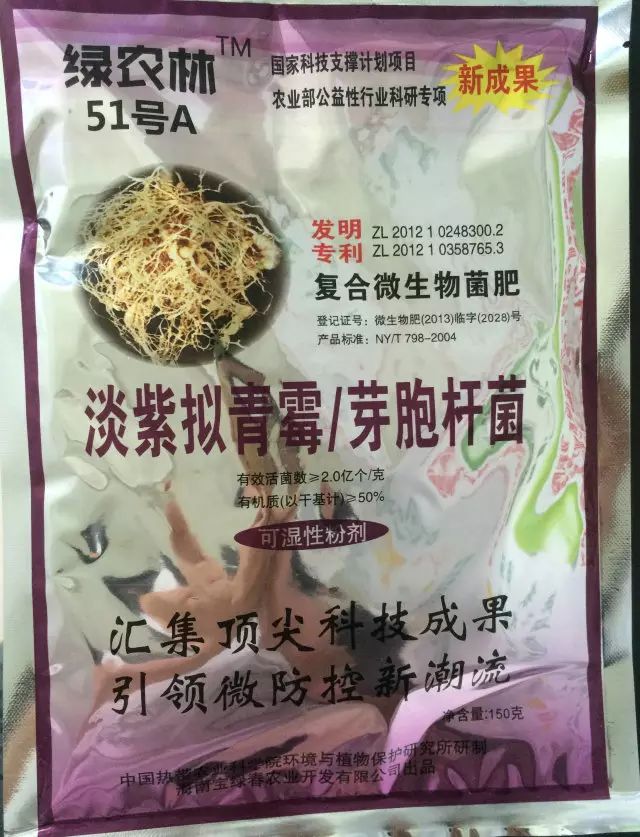 绿农林TM
51号A
国家科技支撑计划项目
农业部公益性行业科研专项
新成果
发明
专利
ZL 2012 1 0248300.2
ZL 2012 1 0358765.3
复合微生物菌肥
登记证号：微生物肥(2013)临字(2028)号
产品标准：NY/T 798-2004
淡紫拟青霉/芽胞杆菌
有效活菌数≥2.0亿个/克
有机质(以干基计)≥50%
可湿性粉剂
汇集顶尖科技成果
引领微防控新潮流
净含量:150克
中国热带农业科学院环境与植物保护研究所研制
海南宝绿春农业开发有限公司出品